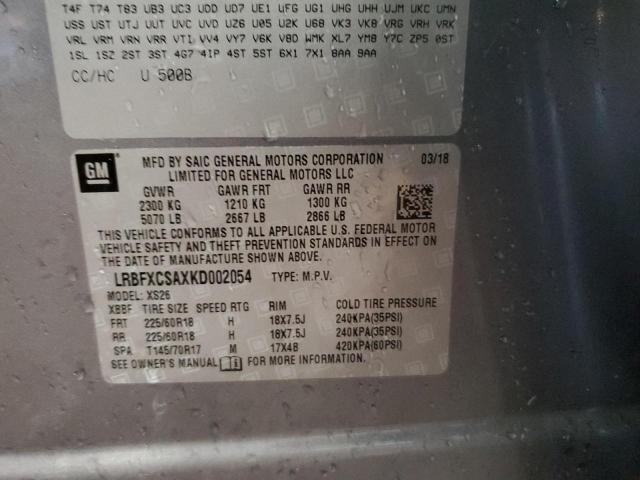 T4F T74 T83 UB3 UC3 UDD UD7 UE1 UFG UG1 UHG UHH UJM UKC UMN
USS UST UTJ UUT UVC UVD UZ6 U05 U2K U68 VK3 VK8 VRG VRH VRK
VRL VRM VRN VRR VTI VV4 VY7 V6K V8D WMK XL7 YM8 Y7C ZP5 0ST
1SL 1SZ 2ST 3ST 4G7 41P 4ST 5ST 6X1 7X1 8AA 9AA
CC/HC U 500B
GM
MFD BY SAIC GENERAL MOTORS CORPORATION 03/18
LIMITED FOR GENERAL MOTORS LLC
GVWR GAWR FRT GAWR RR
2300 KG 1210 KG 1300 KG
5070 LB 2667 LB 2866 LB
THIS VEHICLE CONFORMS TO ALL APPLICABLE U.S. FEDERAL MOTOR
VEHICLE SAFETY AND THEFT PREVENTION STANDARDS IN EFFECT ON
THE DATE OF MANUFACTURE SHOWN ABOVE.
LRBFXCSAXKD002054 TYPE: M.P.V.
MODEL: XS26
XBBF TIRE SIZE SPEED RTG RIM COLD TIRE PRESSURE
FRT 225/60R18 H 18X7.5J 240KPA(35PSI)
RR 225/60R18 H 18X7.5J 240KPA(35PSI)
SPA T145/70R17 M 17X4B 420KPA(60PSI)
SEE OWNER'S MANUAL FOR MORE INFORMATION.